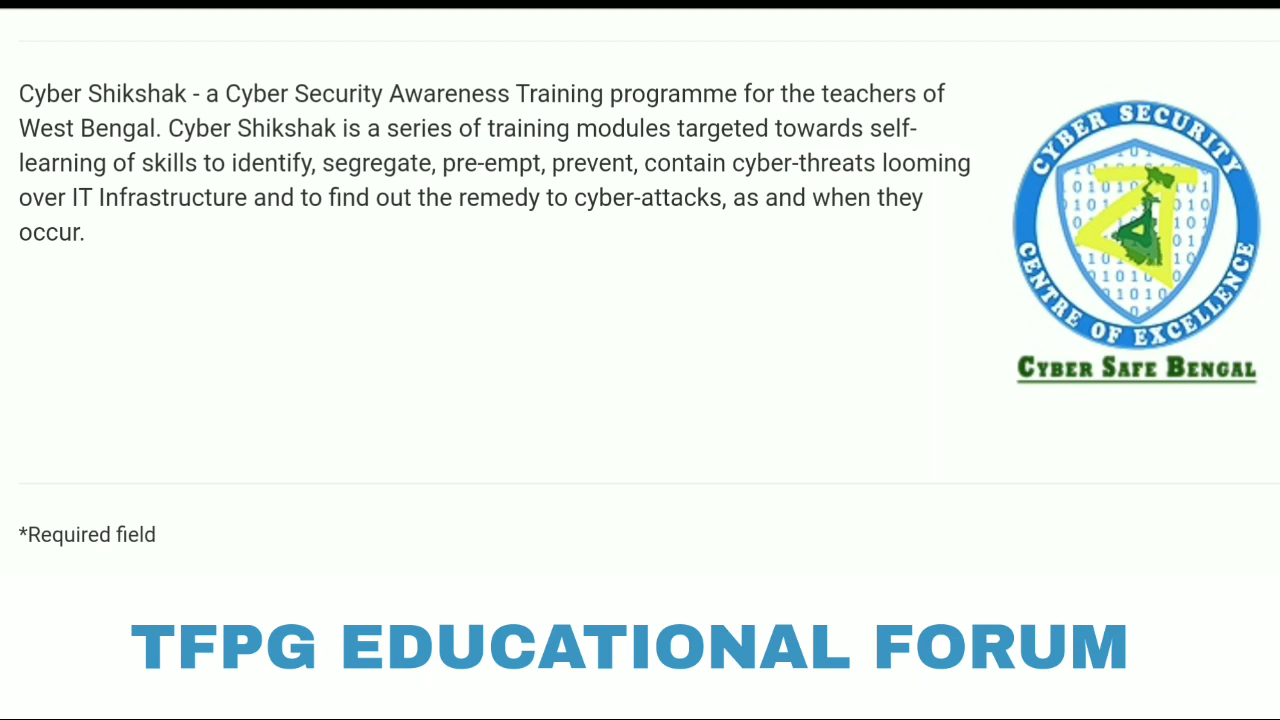 Cyber Shikshak - a Cyber Security Awareness Training programme for the teachers of
West Bengal. Cyber Shikshak is a series of training modules targeted towards self-
learning of skills to identify, segregate, pre-empt, prevent, contain cyber-threats looming
over IT Infrastructure and to find out the remedy to cyber-attacks, as and when they
occur.
CYBER SECURITY
CENTRE OF EXCELLENCE
CYBER SAFE BENGAL
*Required field
TFPG EDUCATIONAL FORUM